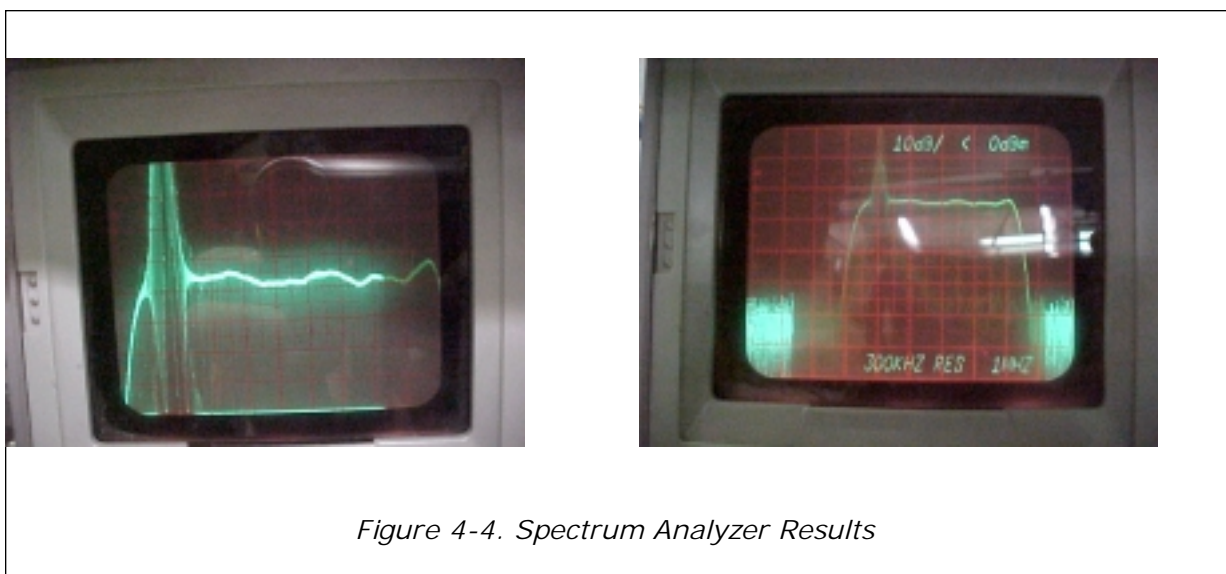 10dB/ < 0dBm
300KHZ RES 1MHZ
Figure 4-4. Spectrum Analyzer Results